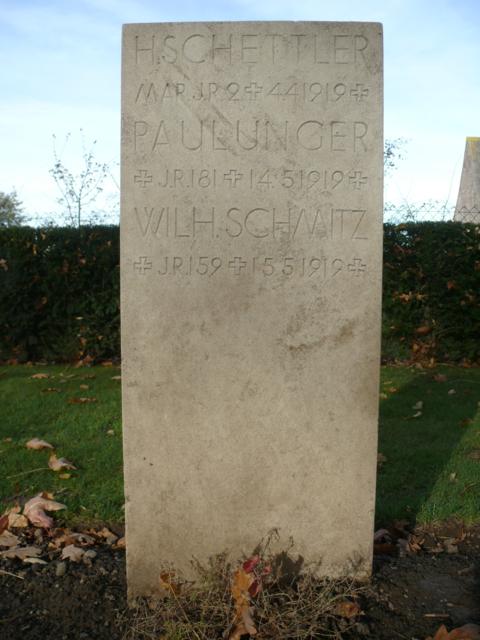 H.SCHETTLER
MAR.J.R.2 ✠ 4.4.1919 ✠
PAUL UNGER
✠ J.R.181 ✠ 14.5.1919 ✠
WILH.SCHMITZ
✠ J.R.159 ✠ 15.5.1919 ✠